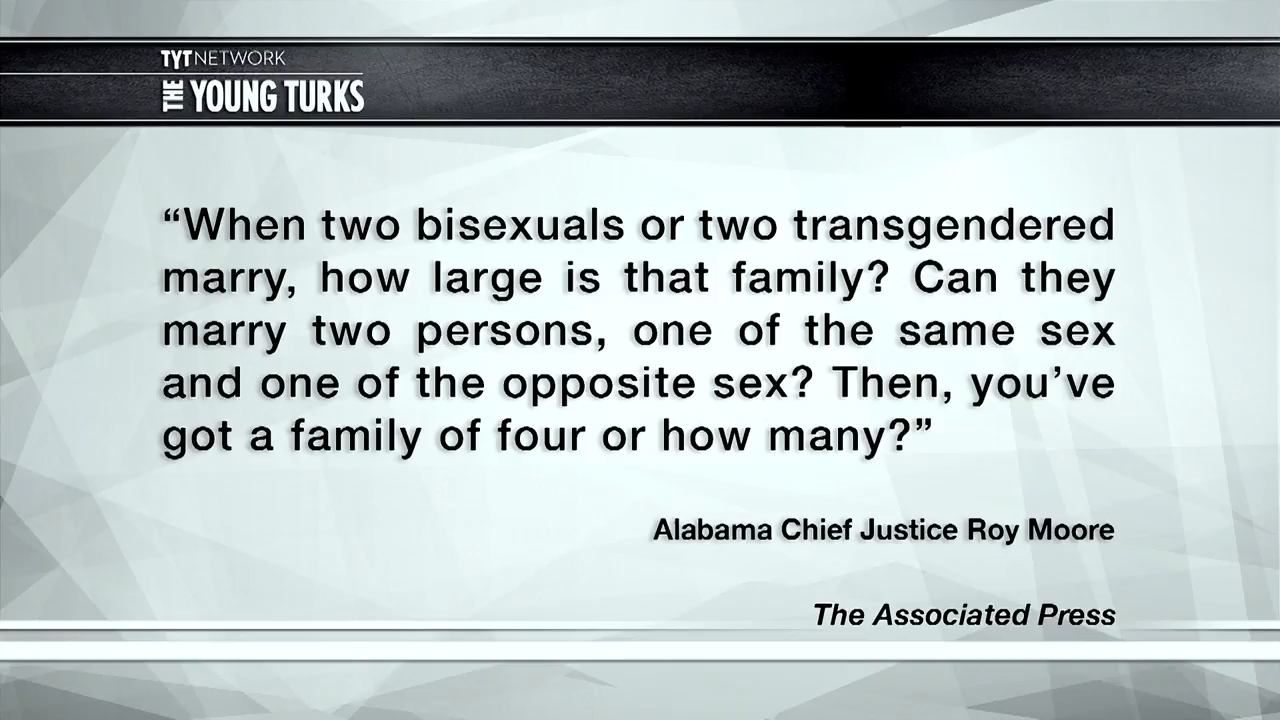 TYTNETWORK
THE YOUNG TURKS
“When two bisexuals or two transgendered
marry, how large is that family? Can they
marry two persons, one of the same sex
and one of the opposite sex? Then, you’ve
got a family of four or how many?”
Alabama Chief Justice Roy Moore
The Associated Press